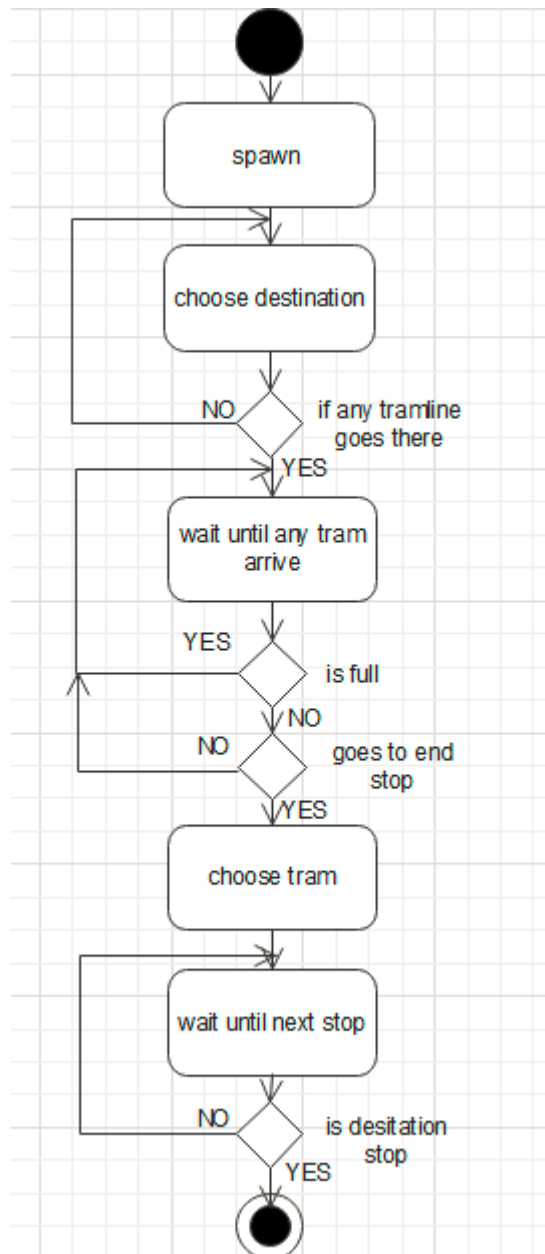 spawn
choose destination
NO
if any tramline
goes there
YES
wait until any tram
arrive
YES
is full
NO
NO
goes to end
stop
YES
choose tram
wait until next stop
NO
is desitation
stop
YES